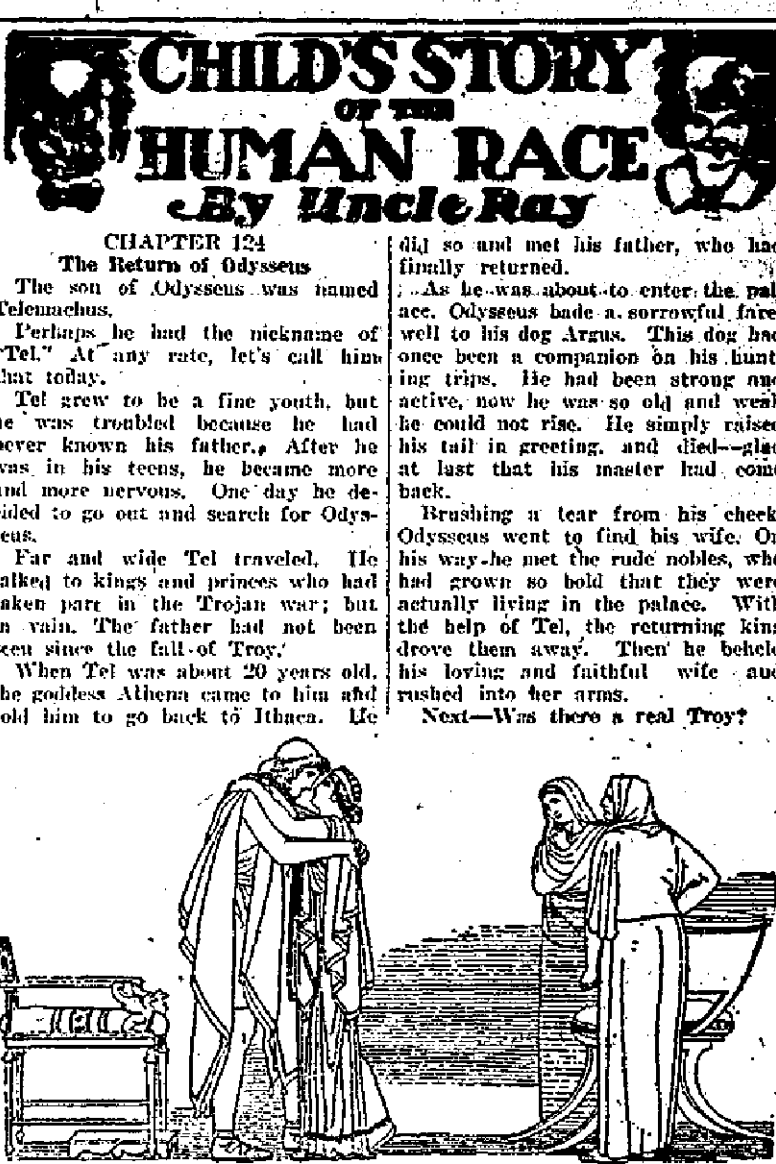 CHILD'S STORY
OF THE
HUMAN RACE
By Uncle Ray
CHAPTER 124
The Return of Odysseus
The son of Odysseus was named
Telemachus.
Perhaps he had the nickname of
"Tel." At any rate, let's call him
that today.
Tel grew to be a fine youth, but
he was troubled because he had
never known his father. After he
was in his teens, he became more
and more nervous. One day he de-
cided to go out and search for Odys-
seus.
Far and wide Tel traveled. He
talked to kings and princes who had
taken part in the Trojan war; but
in vain. The father had not been
seen since the fall of Troy.
When Tel was about 20 years old,
the goddess Athena came to him and
told him to go back to Ithaca. He
did so and met his father, who had
finally returned.
As he was about to enter the pal-
ace, Odysseus bade a sorrowful fare-
well to his dog Argus. This dog had
once been a companion on his hunt-
ing trips. He had been strong and
active, now he was so old and weak
he could not rise. He simply raised
his tail in greeting, and died—glad
at last that his master had come
back.
Brushing a tear from his cheek,
Odysseus went to find his wife. On
his way he met the rude nobles, who
had grown so bold that they were
actually living in the palace. With
the help of Tel, the returning king
drove them away. Then he beheld
his loving and faithful wife and
rushed into her arms.
Next—Was there a real Troy?